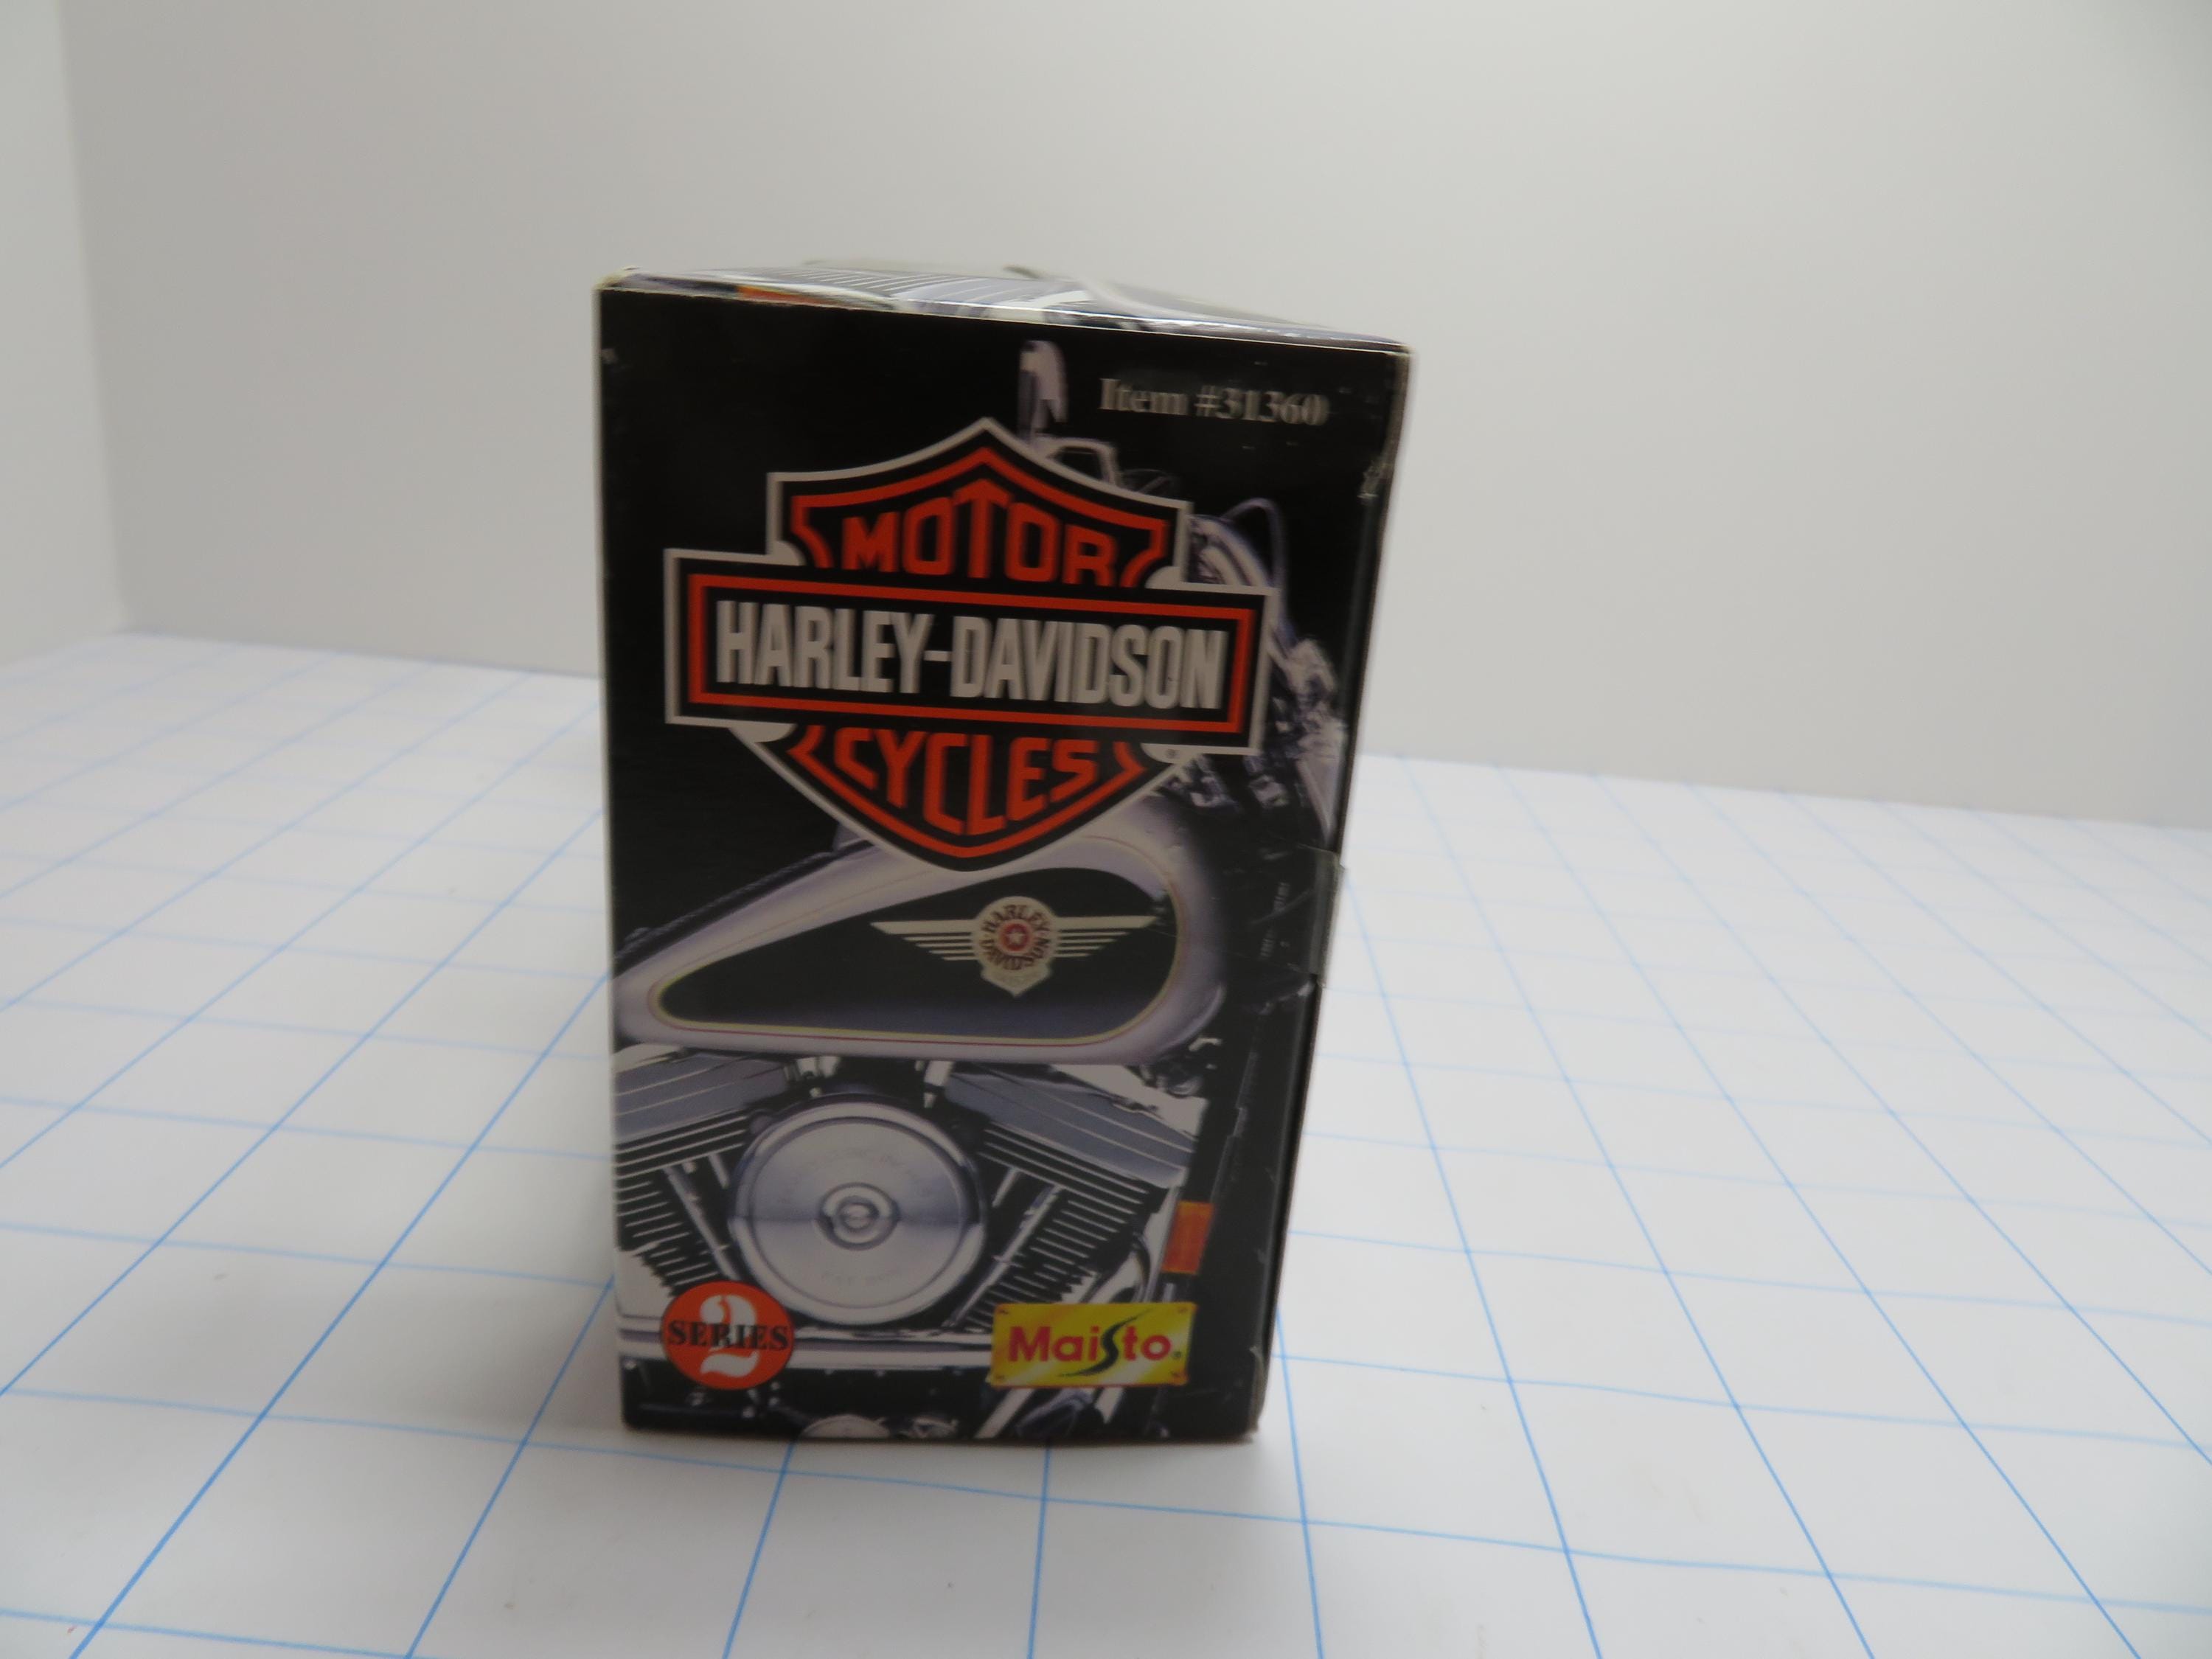 Item #31360
MOTOR
HARLEY-DAVIDSON
CYCLES
HARLEY
DAVIDSON
2
SERIES
Maisto